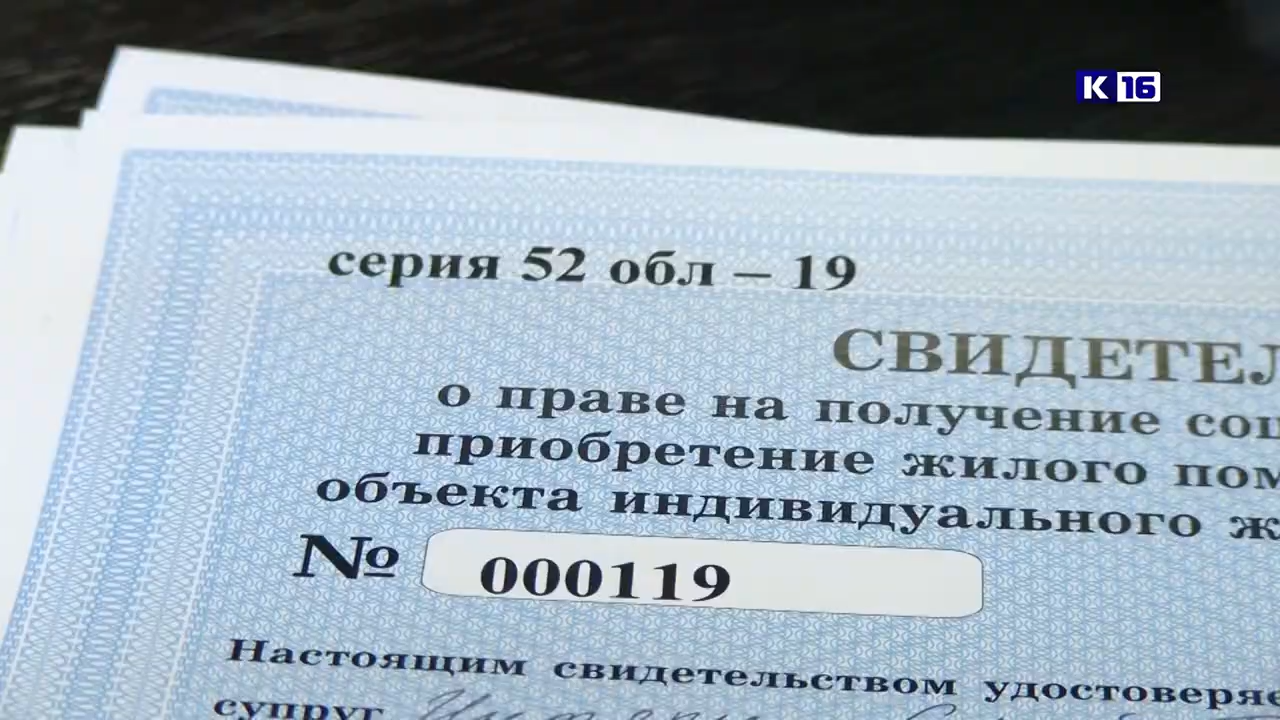 К 16
серия 52 обл – 19
СВИДЕТЕЛ
о праве на получение соц
приобретение жилого пом
объекта индивидуального ж
№ 000119
Настоящим свидетельством удостоверяе
супруг